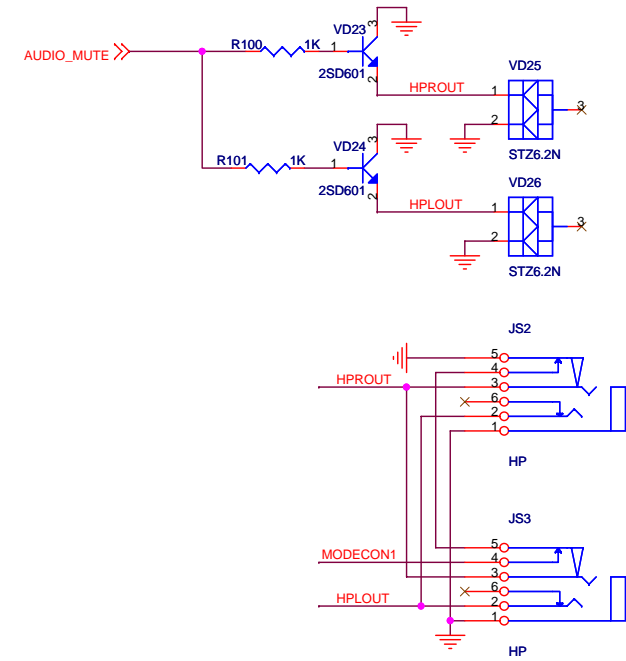 AUDIO_MUTE
R100 1K
1
VD23
3
2SD601
2
HPROUT
VD25
1
2
3
STZ6.2N
R101 1K
1
VD24
3
2SD601
2
HPLOUT
VD26
1
2
3
STZ6.2N
JS2
5
4
HPROUT
3
6
2
1
HP
JS3
5
MODECON1
4
3
6
HPLOUT
2
1
HP